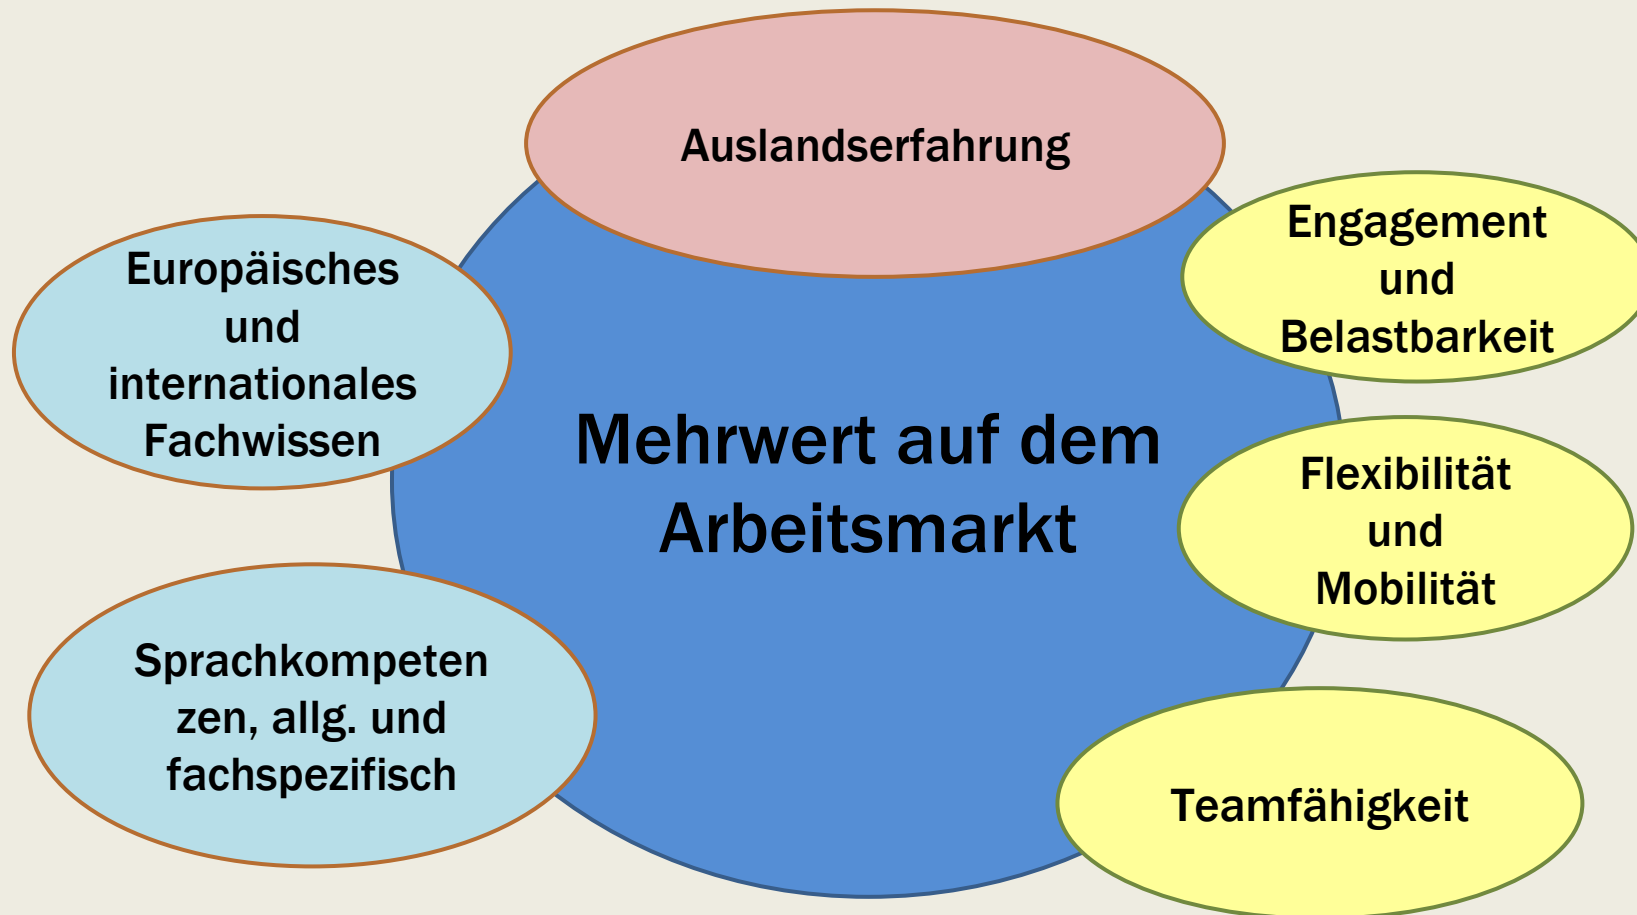 Auslandserfahrung
Europäisches
und
internationales
Fachwissen
Engagement
und
Belastbarkeit
Mehrwert auf dem
Arbeitsmarkt
Flexibilität
und
Mobilität
Sprachkompeten
zen, allg. und
fachspezifisch
Teamfähigkeit